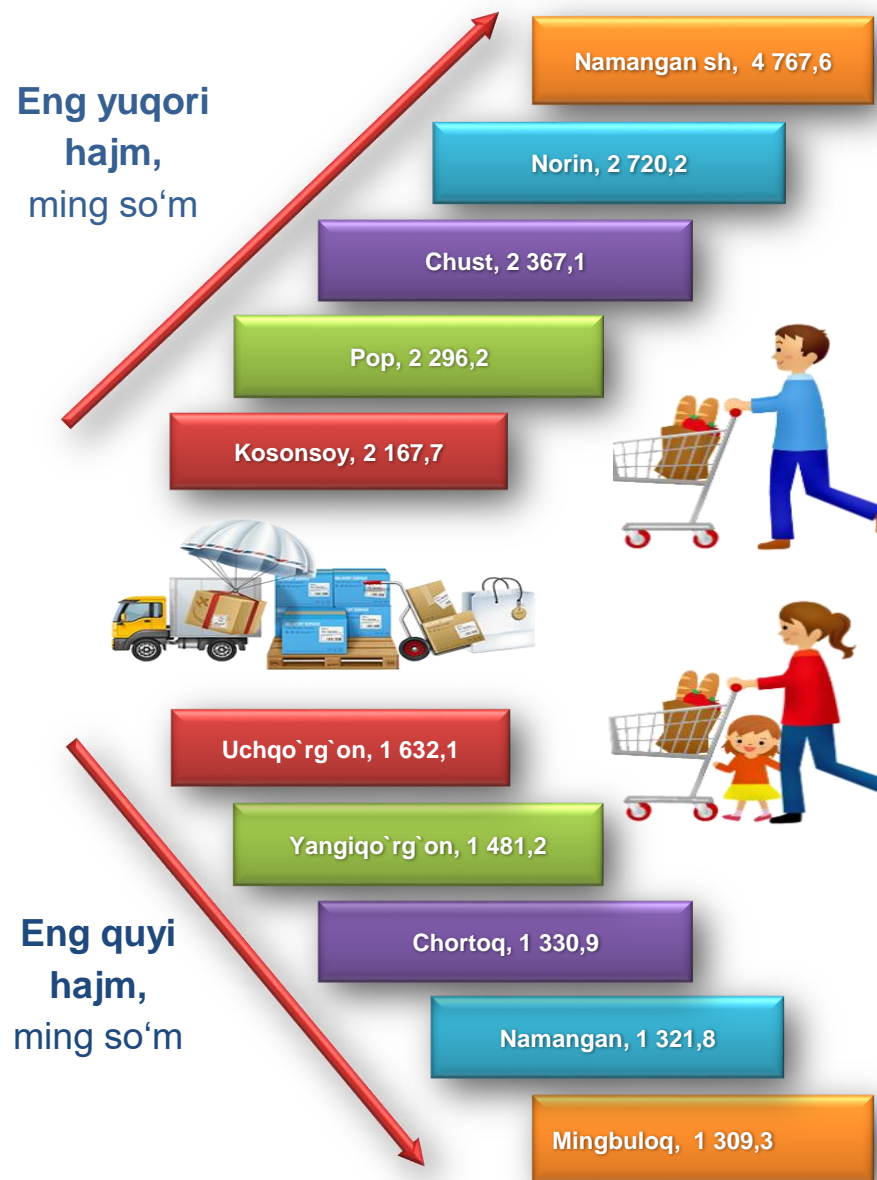 Eng yuqori
hajm,
ming so‘m
Namangan sh, 4 767,6
Norin, 2 720,2
Chust, 2 367,1
Pop, 2 296,2
Kosonsoy, 2 167,7
Uchqo`rg`on, 1 632,1
Yangiqo`rg`on, 1 481,2
Chortoq, 1 330,9
Namangan, 1 321,8
Mingbuloq, 1 309,3
Eng quyi
hajm,
ming so‘m